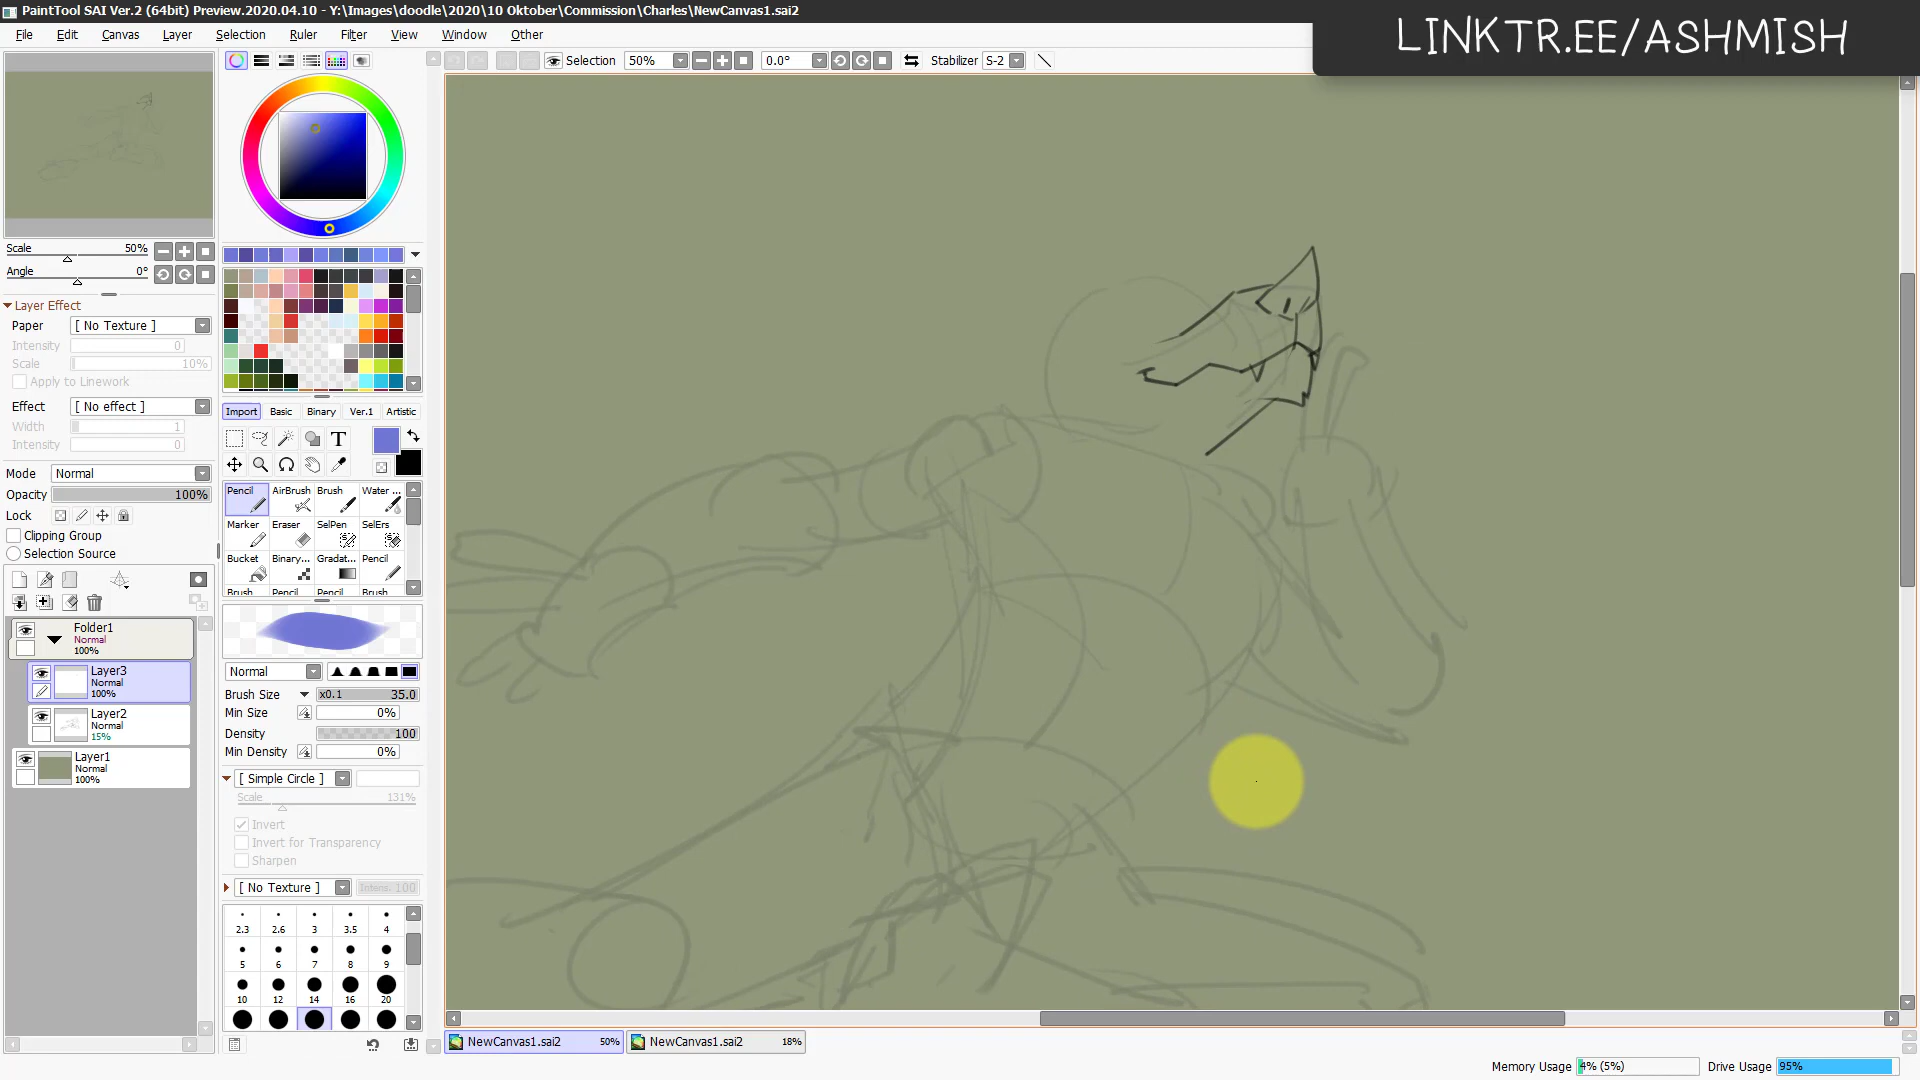 PaintTool SAI Ver.2 (64bit) Preview.2020.04.10 - Y:\Images\doodle\2020\10 Oktober\Commission\Charles\NewCanvas1.sai2
LINKTR.EE/ASHMISH
File Edit Canvas Layer Selection Ruler Filter View Window Other
Selection 50% 0.0° Stabilizer S-2
Scale 50%
Angle 0°
Layer Effect
Paper [ No Texture ]
Intensity 0
Scale 10%
Apply to Linework
Effect [ No effect ]
Width 1
Intensity 0
Mode Normal
Opacity 100%
Lock
Clipping Group
Selection Source
Folder1
Normal
100%
Layer3
Normal
100%
Layer2
Normal
15%
Layer1
Normal
100%
Import Basic Binary Ver.1 Artistic
T
Pencil AirBrush Brush Water ...
Marker Eraser SelPen SelErs
Bucket Binary... Gradat... Pencil
Brush Pencil Pencil Brush
Normal
Brush Size x0.1 35.0
Min Size 0%
Density 100
Min Density 0%
[ Simple Circle ]
Scale 131%
Invert
Invert for Transparency
Sharpen
[ No Texture ] Intens. 100
2.3 2.6 3 3.5 4
5 6 7 8 9
10 12 14 16 20
NewCanvas1.sai2 50% NewCanvas1.sai2 18%
Memory Usage 4% (5%) Drive Usage 95%